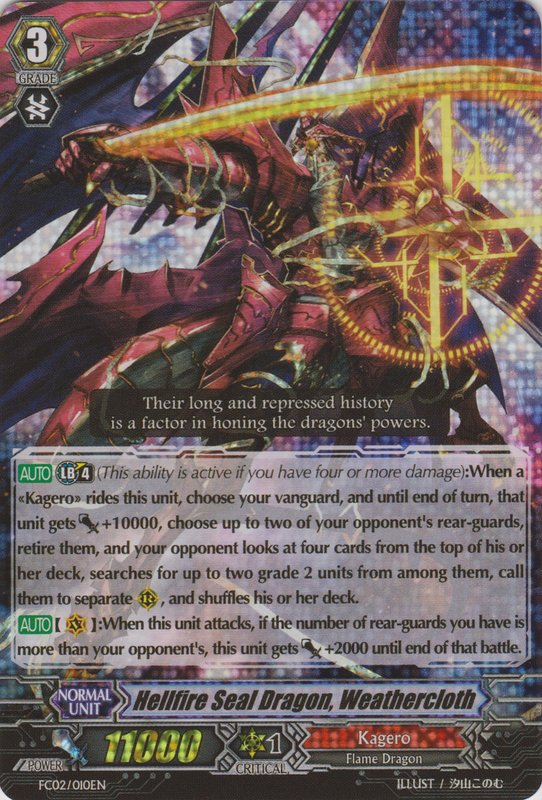 3
GRADE
Their long and repressed history
is a factor in honing the dragons' powers.
AUTO LB 4 (This ability is active if you have four or more damage):When a
«Kagero» rides this unit, choose your vanguard, and until end of turn, that
unit gets +10000, choose up to two of your opponent's rear-guards,
retire them, and your opponent looks at four cards from the top of his or
her deck, searches for up to two grade 2 units from among them, call
them to separate R, and shuffles his or her deck.
AUTO [ V ]:When this unit attacks, if the number of rear-guards you have is
more than your opponent's, this unit gets +2000 until end of that battle.
NORMAL
UNIT
Hellfire Seal Dragon, Weathercloth
POWER
11000
1
CRITICAL
Kagero
Flame Dragon
FC02/010EN
ILLUST / 汐山このむ